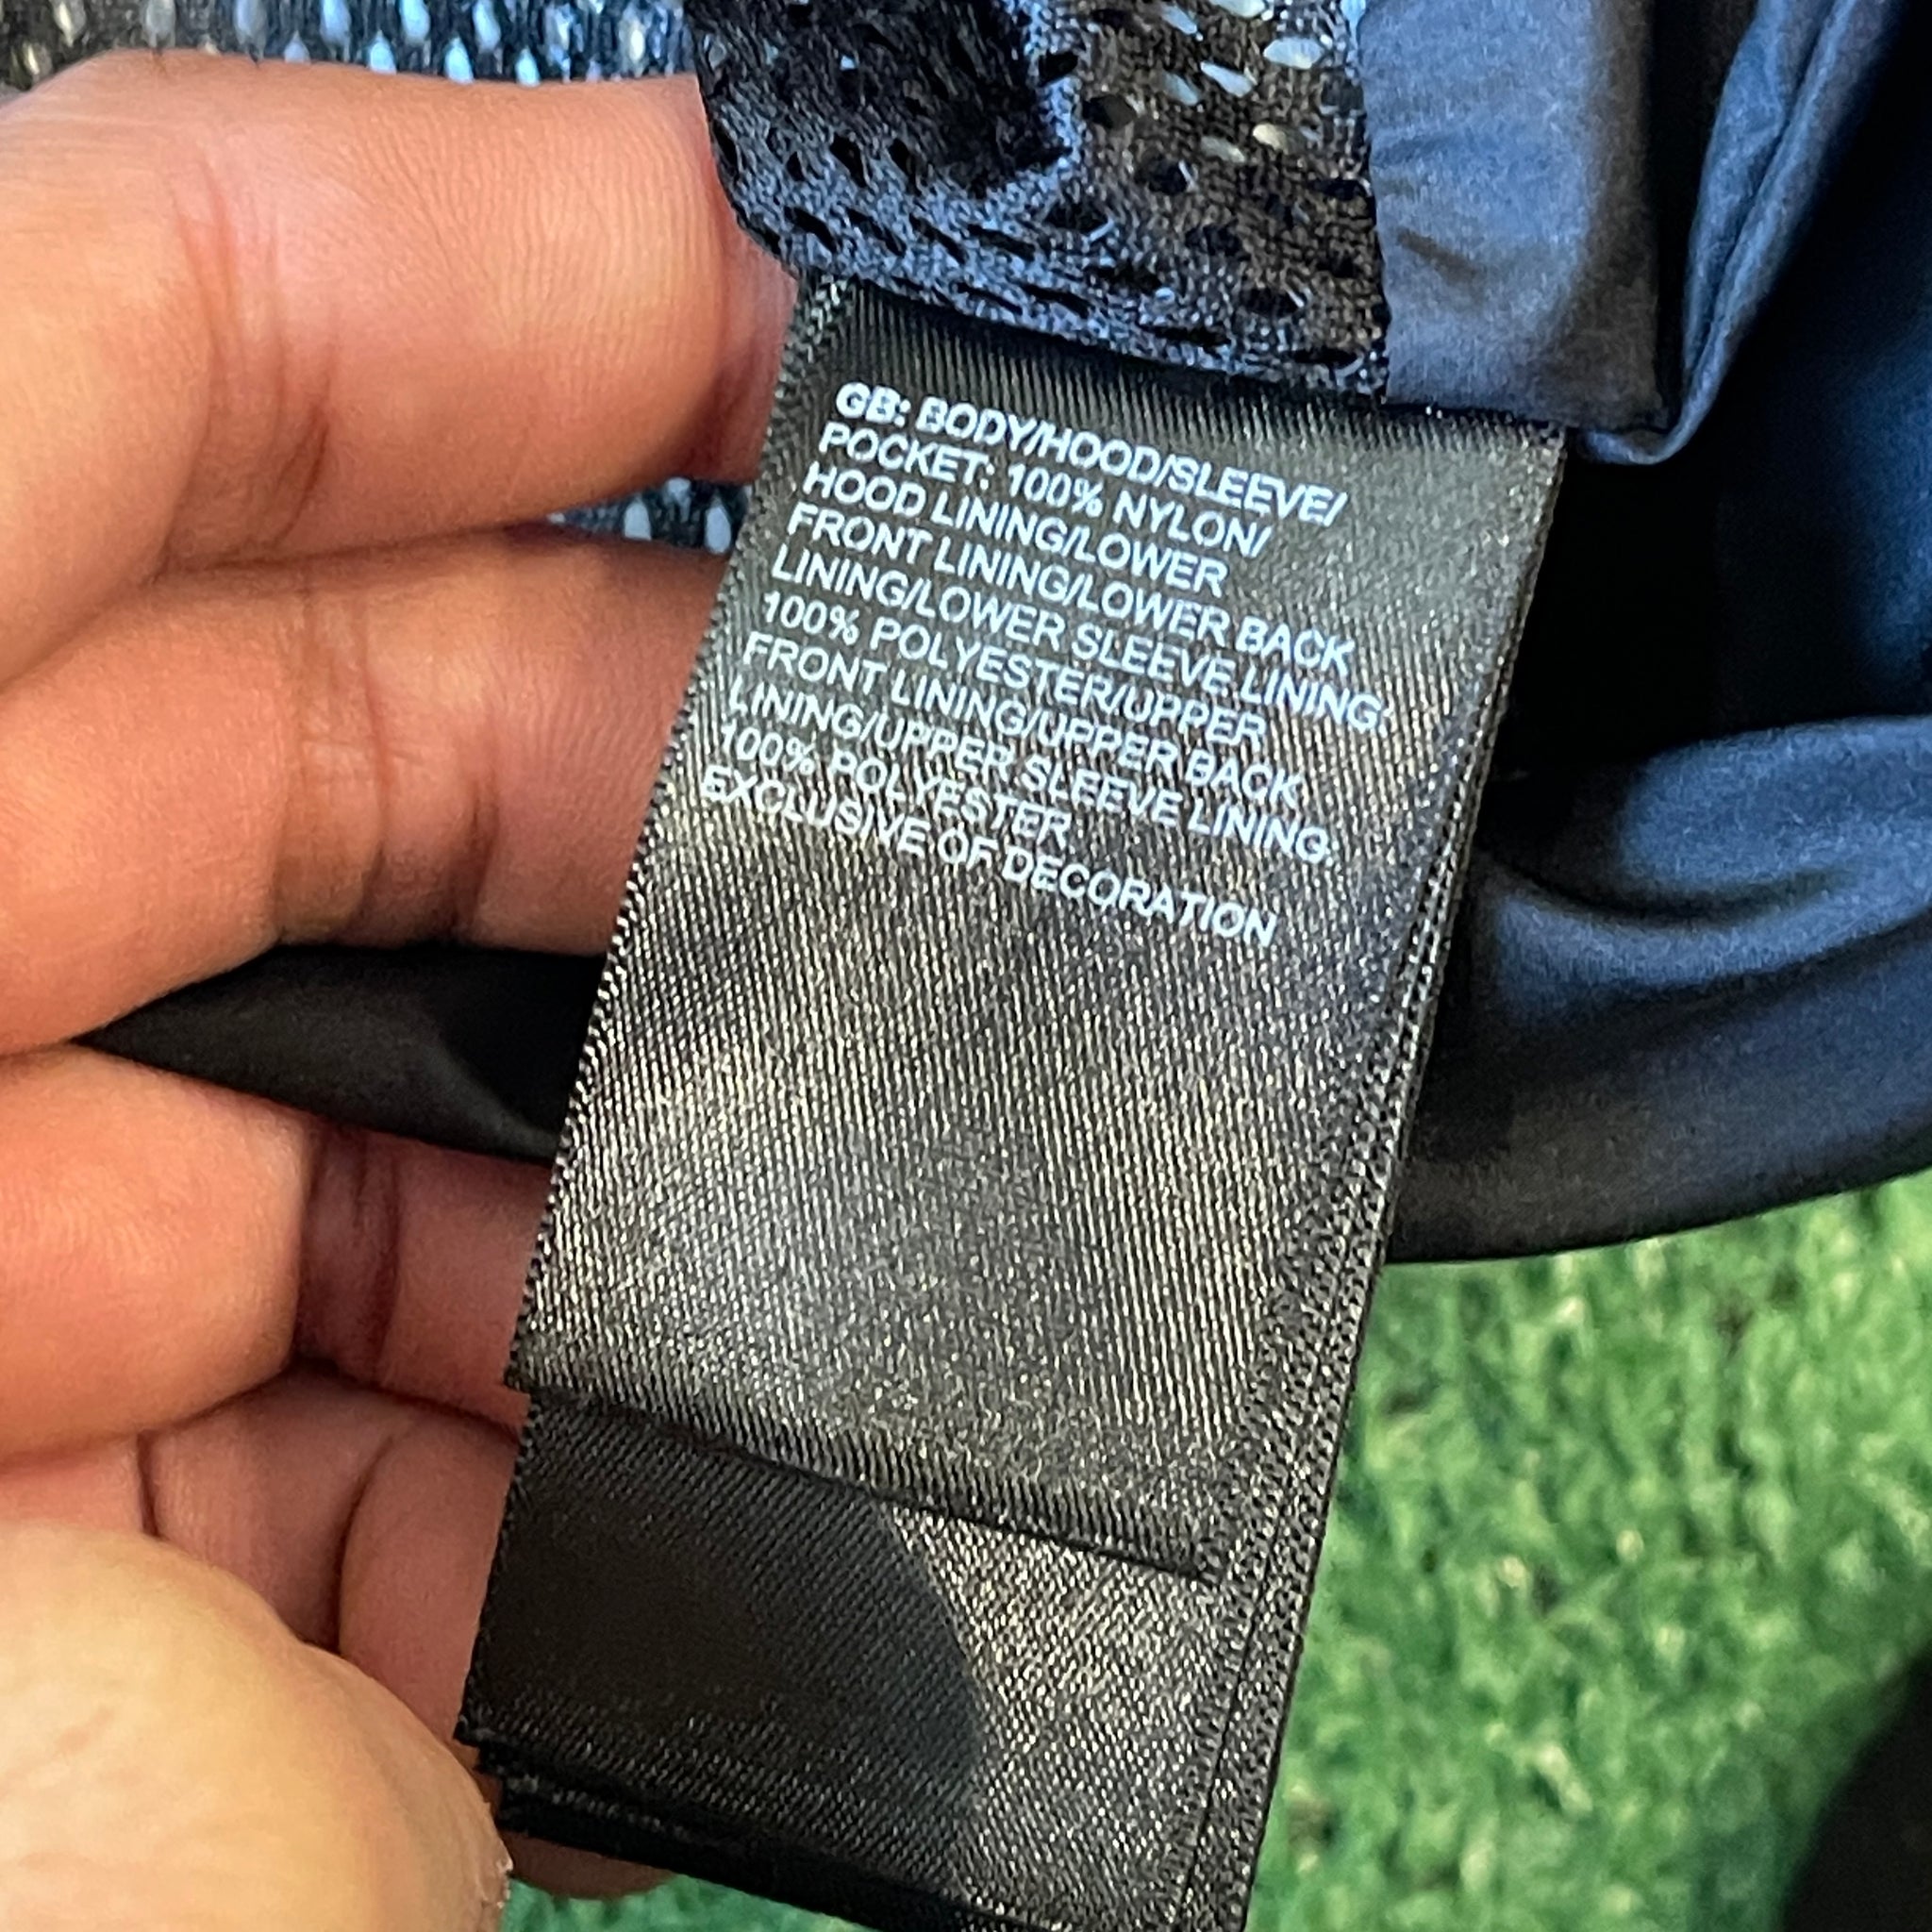 GB: BODY/HOOD/SLEEVE/
POCKET: 100% NYLON/
HOOD LINING/LOWER
FRONT LINING/LOWER BACK
LINING/LOWER SLEEVE LINING:
100% POLYESTER/UPPER
FRONT LINING/UPPER BACK
LINING/UPPER SLEEVE LINING:
100% POLYESTER
EXCLUSIVE OF DECORATION